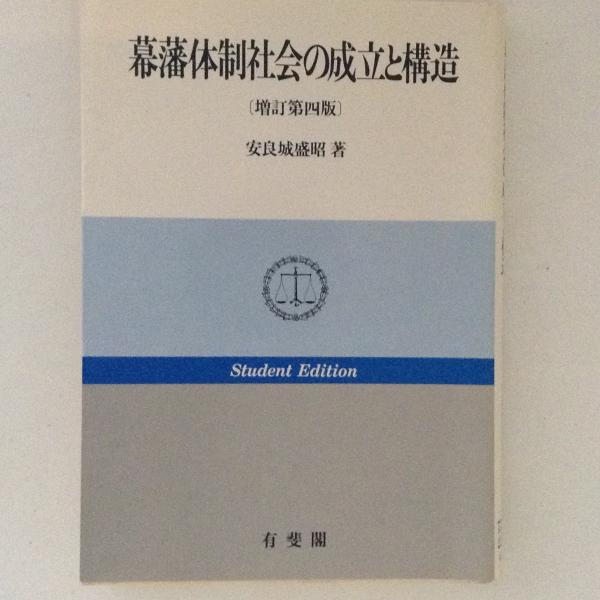 幕藩体制社会の成立と構造
〔増訂第四版〕
安良城盛昭 著
Student Edition
有斐閣